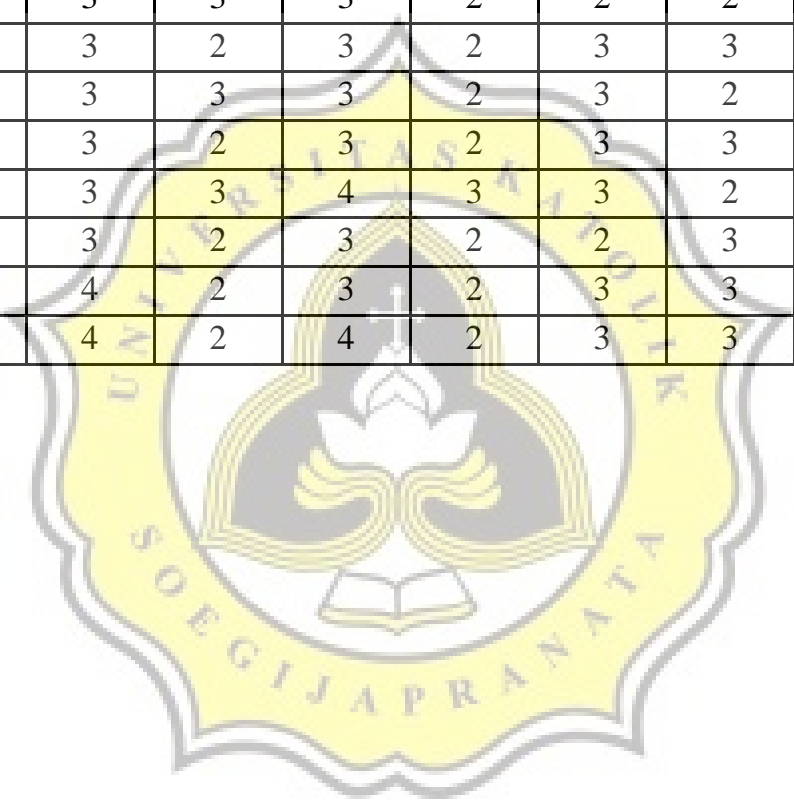 3 2 3 2 3 3
3 3 3 2 3 2
3 2 3 2 3 3
3 3 4 3 3 2
3 2 3 2 2 3
4 2 3 2 3 3
4 2 4 2 3 3
UNIVERSITAS KATOLIK
SOEGIJAPRANATA